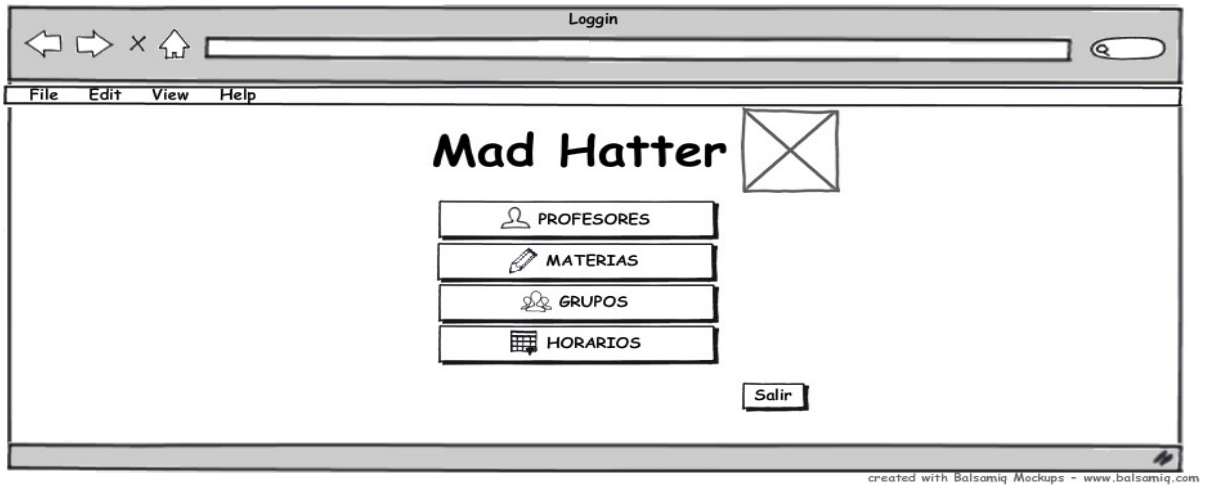 Loggin
File Edit View Help
Mad Hatter
PROFESORES
MATERIAS
GRUPOS
HORARIOS
Salir
created with Balsamiq Mockups - www.balsamiq.com